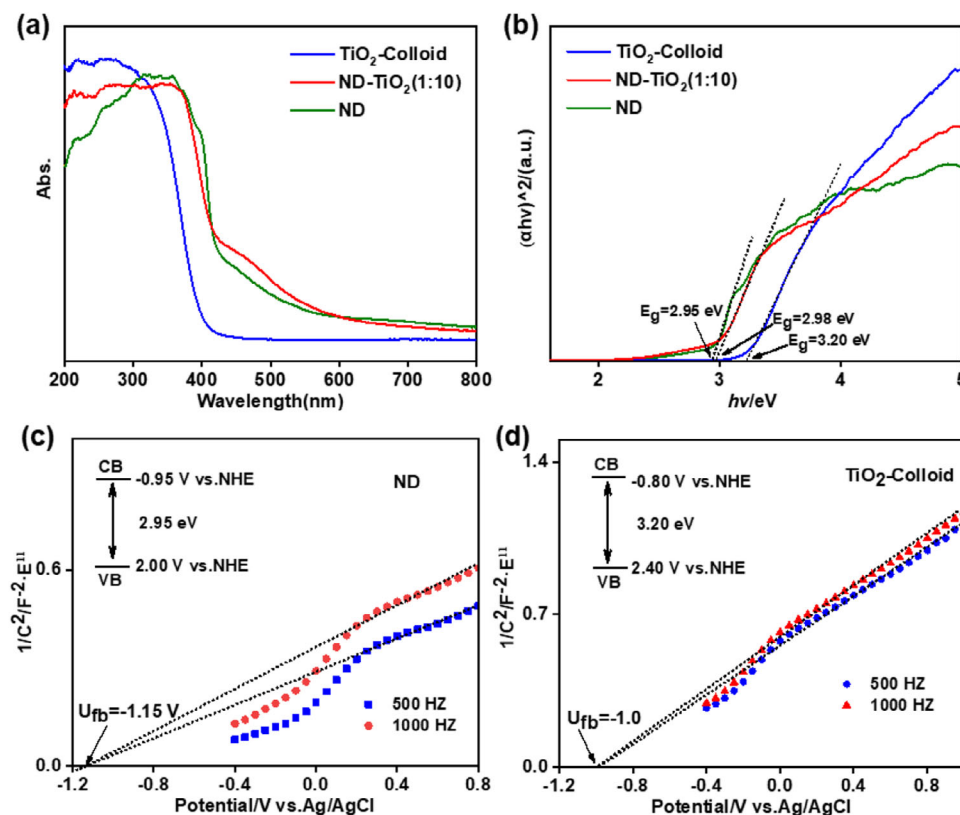 (a)
TiO2-Colloid
ND-TiO2(1:10)
ND
Abs.
200 300 400 500 600 700 800
Wavelength(nm)
(b)
TiO2-Colloid
ND-TiO2(1:10)
ND
(αhv)^2/(a.u.)
Eg=2.95 eV
Eg=2.98 eV
Eg=3.20 eV
2 3 4 5
hv/eV
(c)
CB
-0.95 V vs.NHE
2.95 eV
2.00 V vs.NHE
VB
ND
1/C²/F⁻²·E¹¹
0.6
0.0
Ufb=-1.15 V
500 HZ
1000 HZ
-1.2 -0.8 -0.4 0.0 0.4 0.8
Potential/V vs.Ag/AgCl
(d)
CB
-0.80 V vs.NHE
3.20 eV
2.40 V vs.NHE
VB
TiO2-Colloid
1/C²/F⁻²·E¹¹
1.4
0.7
0.0
Ufb=-1.0
500 HZ
1000 HZ
-1.2 -0.8 -0.4 0.0 0.4 0.8
Potential/V vs.Ag/AgCl